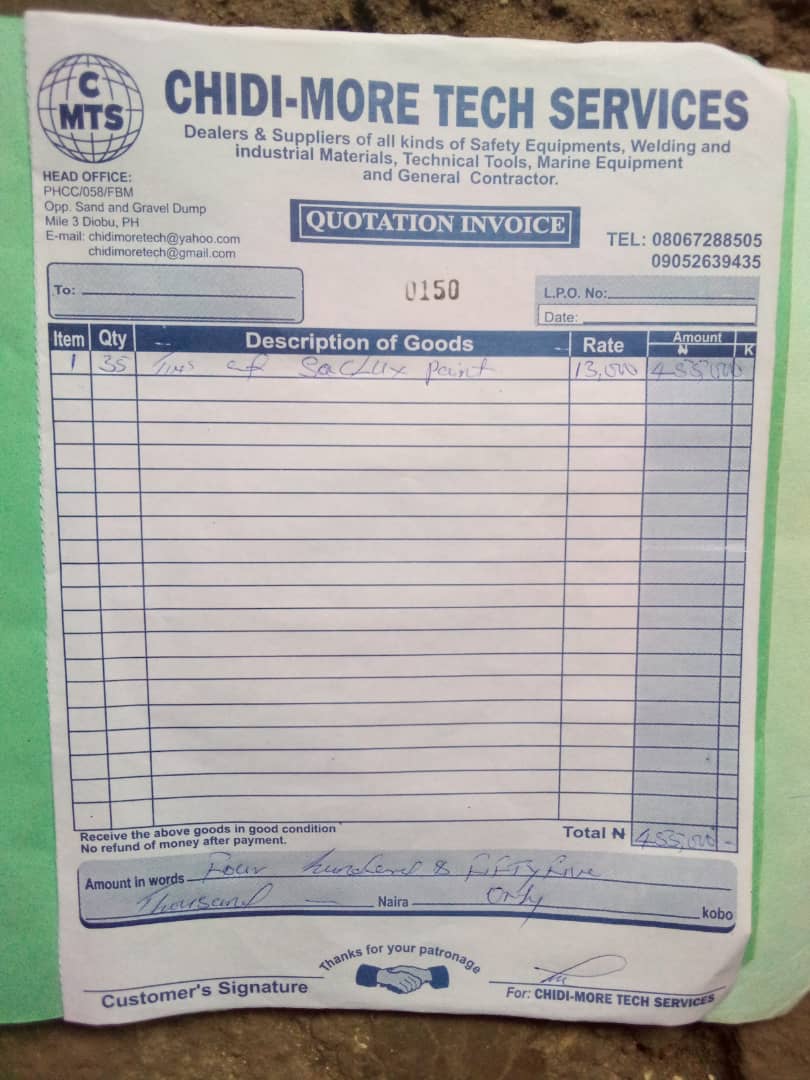 C
MTS
CHIDI-MORE TECH SERVICES
Dealers & Suppliers of all kinds of Safety Equipments, Welding and
industrial Materials, Technical Tools, Marine Equipment
and General Contractor.
HEAD OFFICE:
PHCC/058/FBM
Opp. Sand and Gravel Dump
Mile 3 Diobu, PH
E-mail: chidimoretech@yahoo.com
chidimoretech@gmail.com
QUOTATION INVOICE
TEL: 08067288505
09052639435
To:
0150
L.P.O. No:
Date:
Item Qty Description of Goods Rate Amount
₦ K
1 35 Tins of Saclux paint 13,000 455,000
Receive the above goods in good condition
No refund of money after payment.
Total ₦ 455,000 -
Amount in words Four hundred & FIFTY Five
Thousand — Naira Only kobo
Thanks for your patronage
Customer's Signature
For: CHIDI-MORE TECH SERVICES